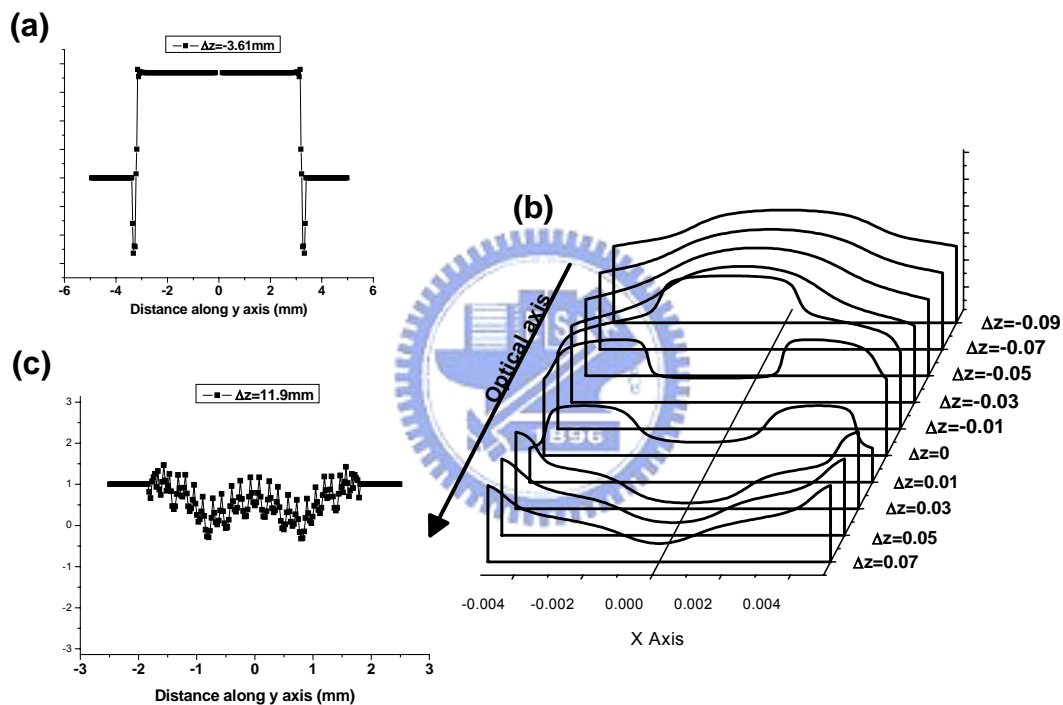 (a)
Δz=-3.61mm
-6
-4
-2
0
2
4
6
Distance along y axis (mm)
(b)
Optical axis
1896
Δz=-0.09
Δz=-0.07
Δz=-0.05
Δz=-0.03
Δz=-0.01
Δz=0
Δz=0.01
Δz=0.03
Δz=0.05
Δz=0.07
-0.004
-0.002
0.000
0.002
0.004
X Axis
(c)
Δz=11.9mm
3
2
1
0
-1
-2
-3
-3
-2
-1
0
1
2
3
Distance along y axis (mm)